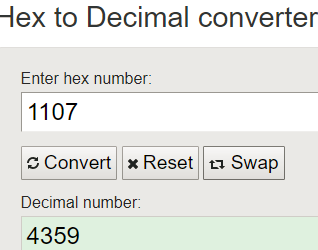 Hex to Decimal converter
Enter hex number:
1107
Convert Reset Swap
Decimal number:
4359